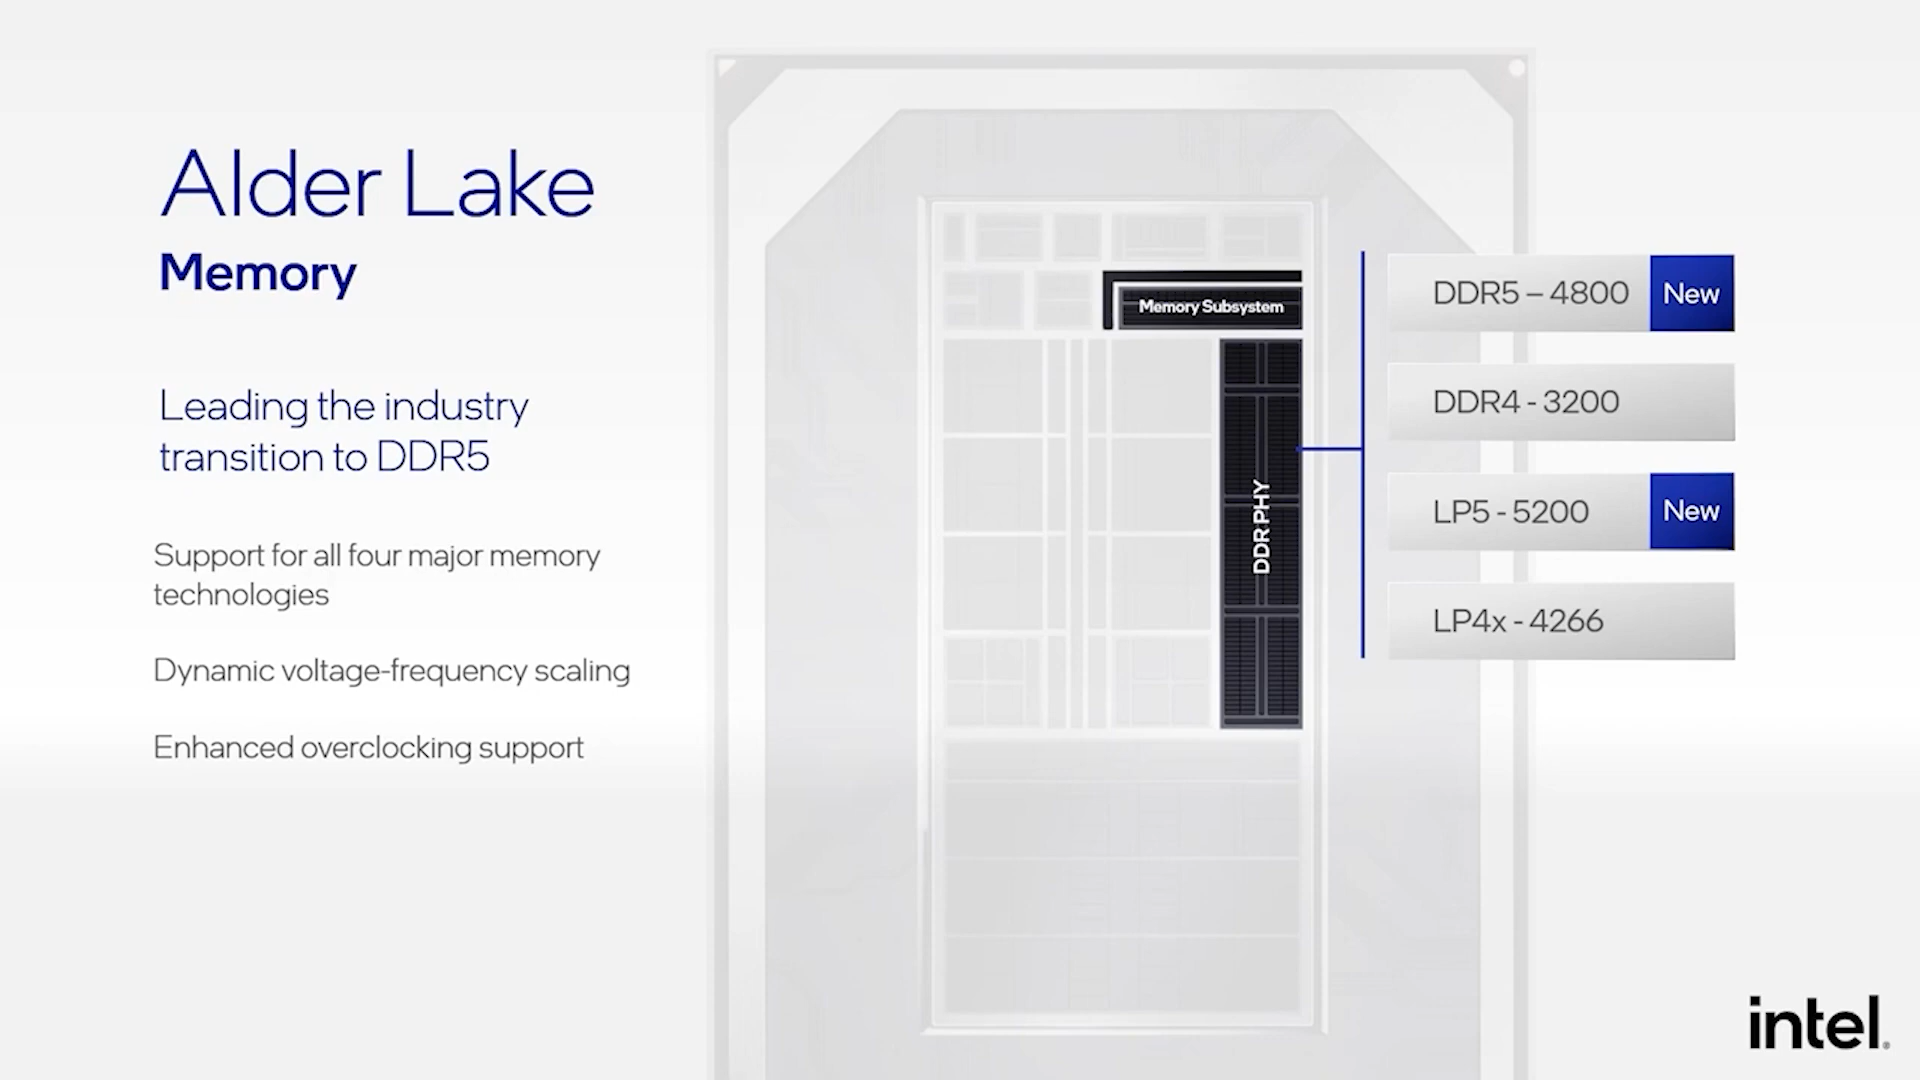 Alder Lake
Memory
Leading the industry
transition to DDR5
Support for all four major memory
technologies
Dynamic voltage-frequency scaling
Enhanced overclocking support
Memory Subsystem
DDR PHY
DDR5 – 4800 New
DDR4 - 3200
LP5 - 5200 New
LP4x - 4266
intel.